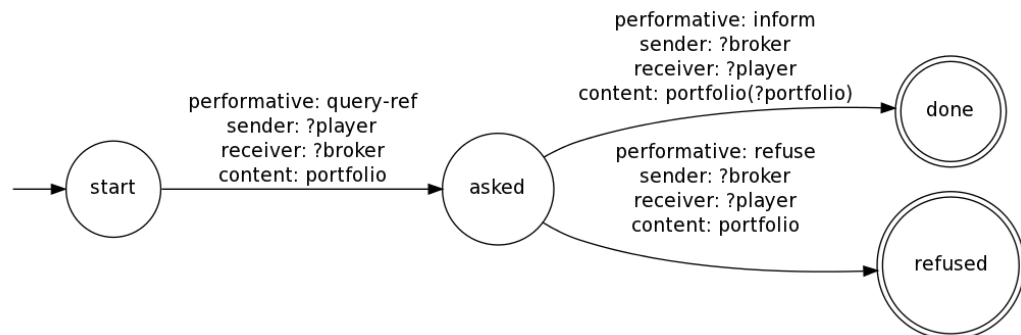 performative: inform
sender: ?broker
receiver: ?player
content: portfolio(?portfolio)
performative: query-ref
sender: ?player
receiver: ?broker
content: portfolio
start
asked
done
performative: refuse
sender: ?broker
receiver: ?player
content: portfolio
refused